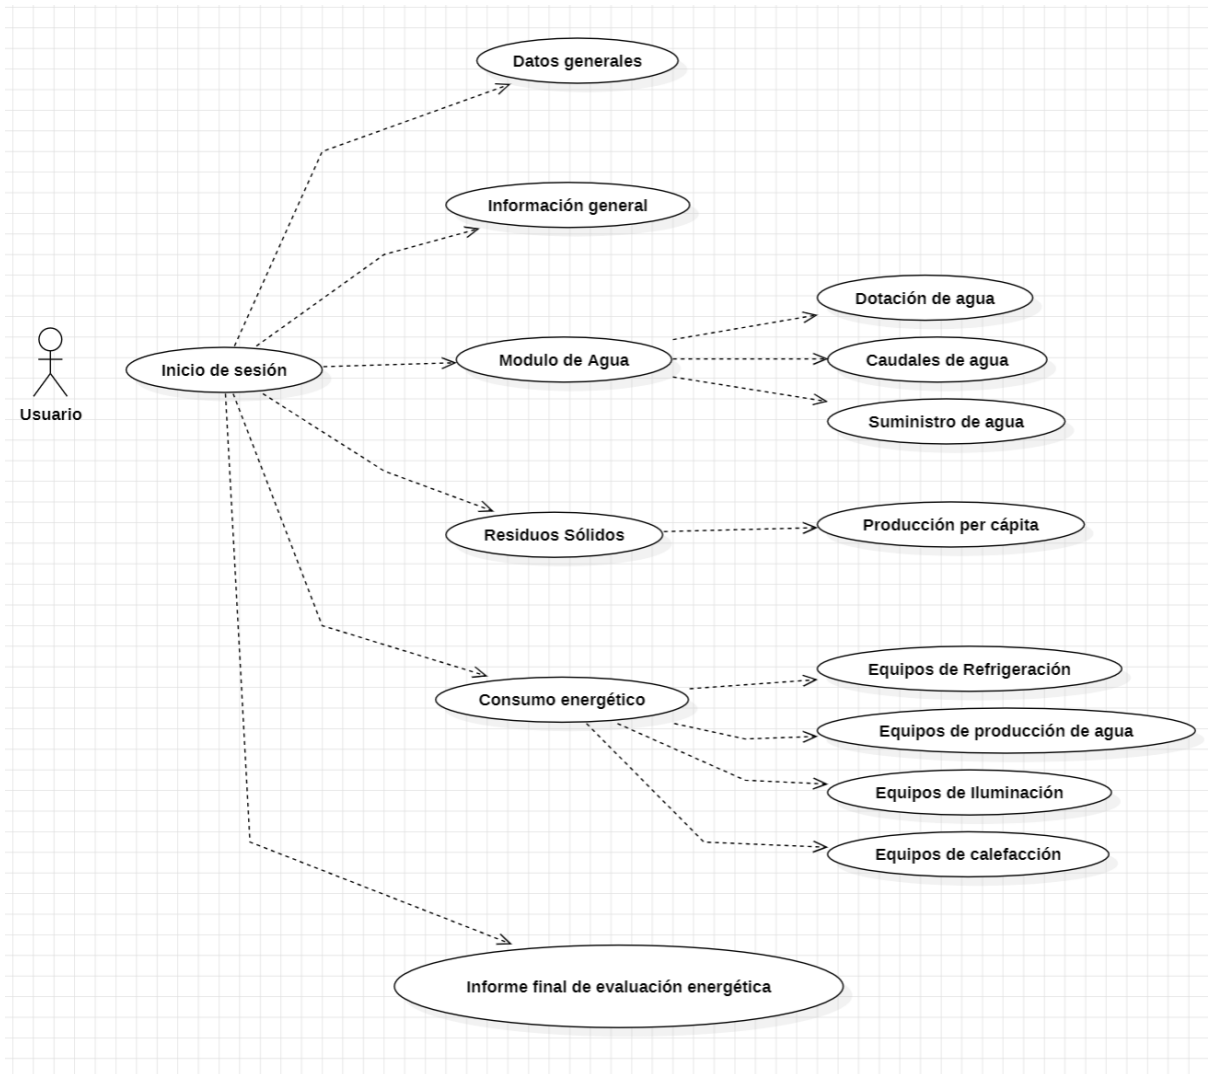 Datos generales
Información general
Dotación de agua
Inicio de sesión
Modulo de Agua
Caudales de agua
Usuario
Suministro de agua
Residuos Sólidos
Producción per cápita
Equipos de Refrigeración
Consumo energético
Equipos de producción de agua
Equipos de Iluminación
Equipos de calefacción
Informe final de evaluación energética